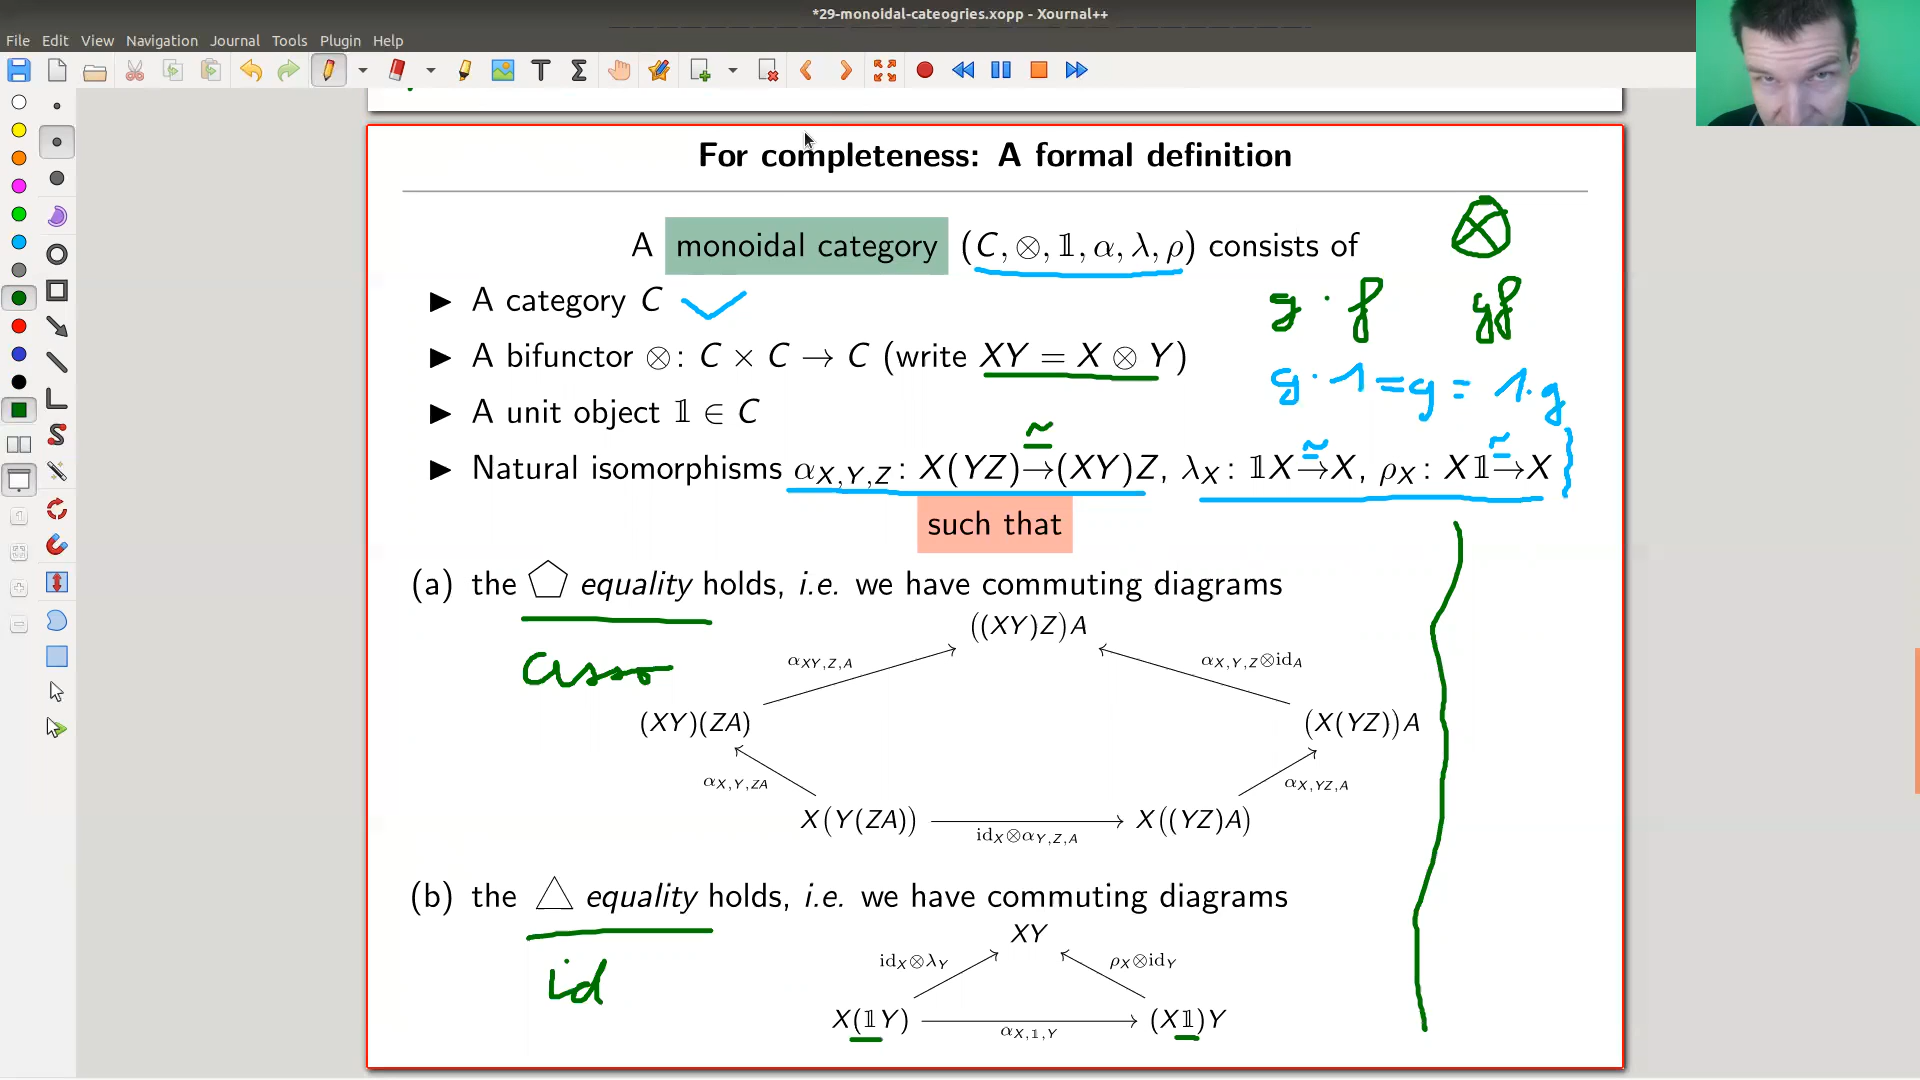 *29-monoidal-cateogries.xopp - Xournal++
File Edit View Navigation Journal Tools Plugin Help
For completeness: A formal definition
A monoidal category (C, ⊗, 𝟙, α, λ, ρ) consists of
⊗
▶ A category C ✓
g · f gf
▶ A bifunctor ⊗: C × C → C (write XY = X ⊗ Y)
g · 1 = g = 1 · g
▶ A unit object 𝟙 ∈ C
≅ ≅ ≅
▶ Natural isomorphisms α_{X,Y,Z}: X(YZ)→(XY)Z, λ_X: 𝟙X→X, ρ_X: X𝟙→X }
such that
(a) the ⬠ equality holds, i.e. we have commuting diagrams
((XY)Z)A
asso
α_{XY,Z,A} α_{X,Y,Z}⊗id_A
(XY)(ZA) (X(YZ))A
α_{X,Y,ZA} α_{X,YZ,A}
X(Y(ZA)) X((YZ)A)
id_X⊗α_{Y,Z,A}
(b) the △ equality holds, i.e. we have commuting diagrams
XY
id_X⊗λ_Y ρ_X⊗id_Y
id
X(𝟙Y) (X𝟙)Y
α_{X,𝟙,Y}